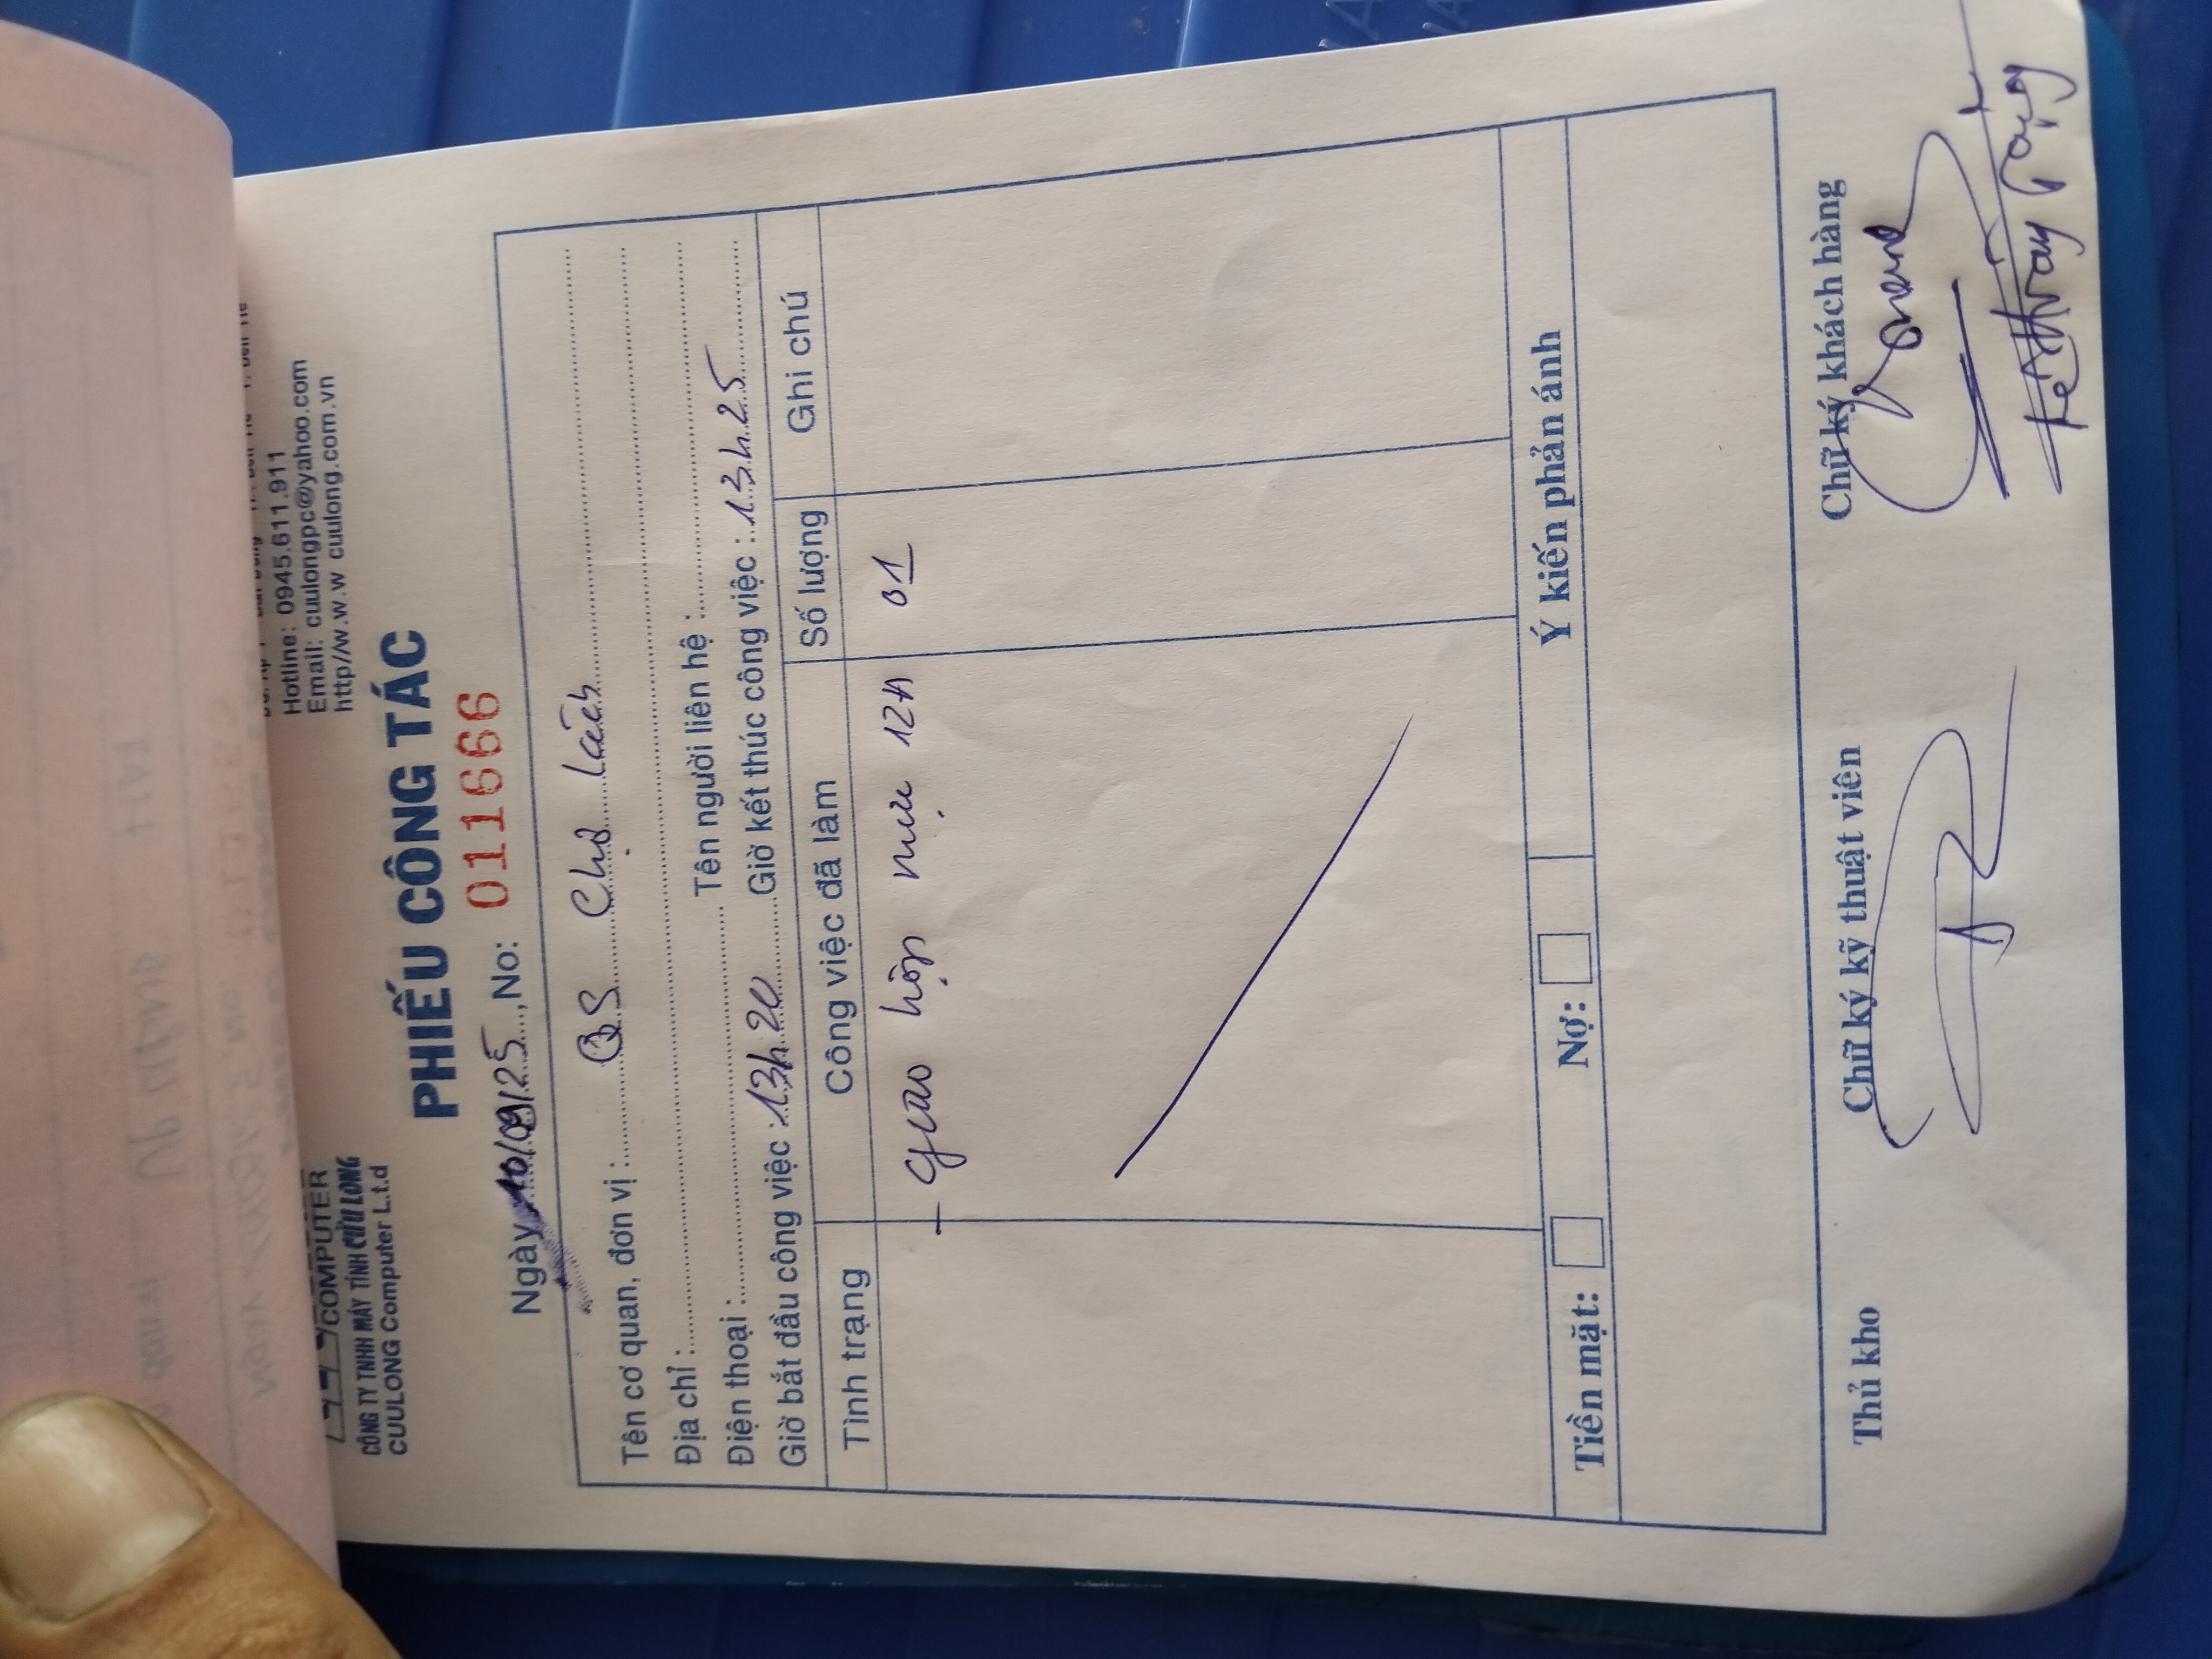 COMPUTER
CÔNG TY TNHH MÁY TÍNH CỬU LONG
CUULONG Computer L.t.d
Hotline: 0945.611.911
Email: cuulongpc@yahoo.com
http//w.w.w cuulong.com.vn
PHIẾU CÔNG TÁC
Ngày 10/09/25, No: 011666
Tên cơ quan, đơn vị : BS Chợ Lách
Địa chỉ :
Điện thoại : Tên người liên hệ :
Giờ bắt đầu công việc : 13h20 Giờ kết thúc công việc : 13h25
Tình trạng Công việc đã làm Số lượng Ghi chú
- giao hộp mực 12A 01
Tiền mặt: Nợ: Ý kiến phản ánh
Thủ kho Chữ ký kỹ thuật viên Chữ ký khách hàng